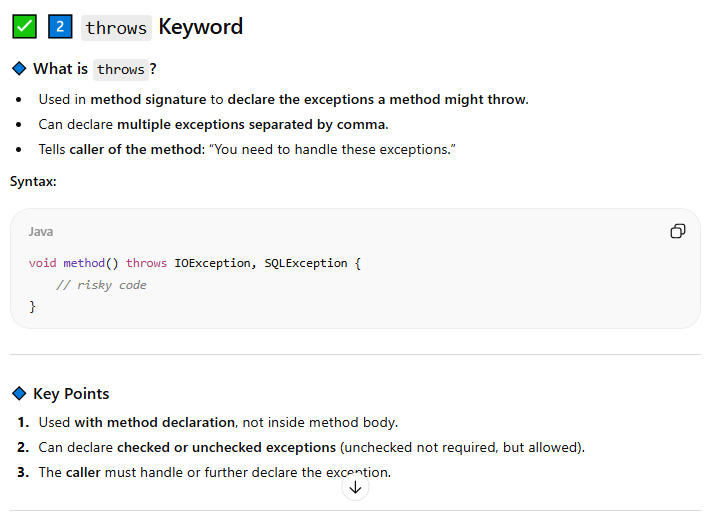 ✅ 2️⃣ throws Keyword
🔷 What is throws?
• Used in method signature to declare the exceptions a method might throw.
• Can declare multiple exceptions separated by comma.
• Tells caller of the method: “You need to handle these exceptions.”
Syntax:
Java
void method() throws IOException, SQLException {
    // risky code
}
🔷 Key Points
1. Used with method declaration, not inside method body.
2. Can declare checked or unchecked exceptions (unchecked not required, but allowed).
3. The caller must handle or further declare the exception.